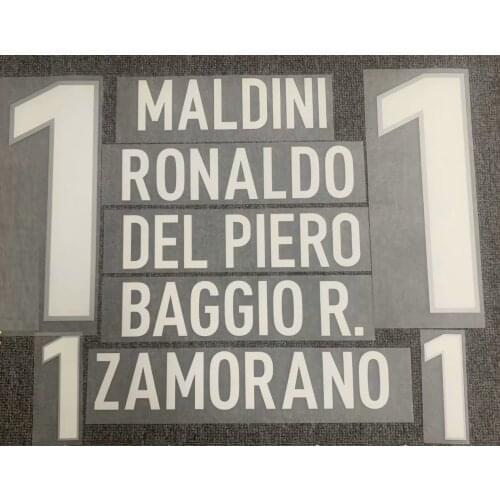 1 MALDINI 1
RONALDO
DEL PIERO
BAGGIO R.
1 ZAMORANO 1